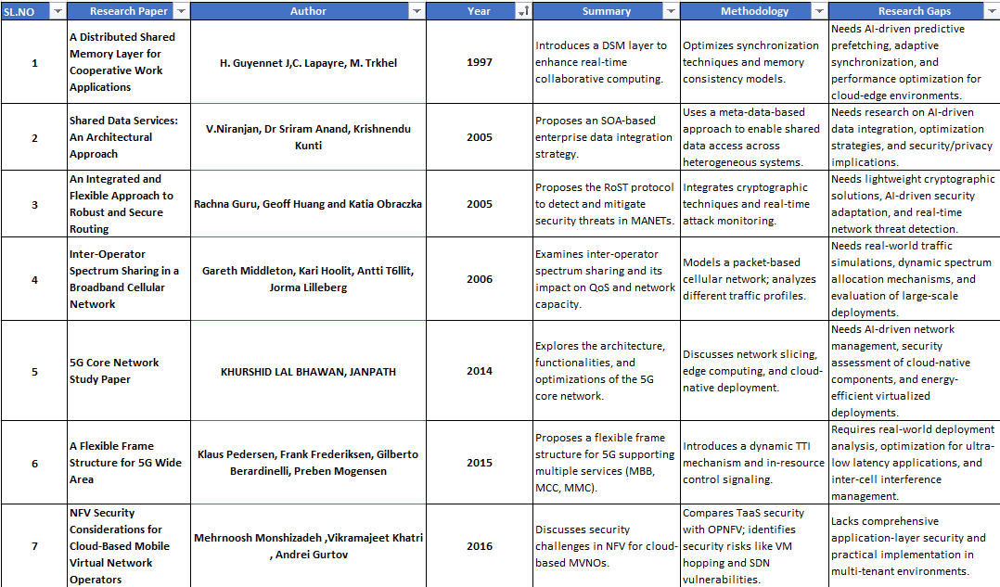 SL.NO Research Paper Author Year Summary Methodology Research Gaps
1
A Distributed Shared
Memory Layer for
Cooperative Work
Applications
H. Guyennet J,C. Lapayre, M. Trkhel
1997
Introduces a DSM layer to
enhance real-time
collaborative computing.
Optimizes synchronization
techniques and memory
consistency models.
Needs AI-driven predictive
prefetching, adaptive
synchronization, and
performance optimization for
cloud-edge environments.
2
Shared Data Services:
An Architectural
Approach
V.Niranjan, Dr Sriram Anand, Krishnendu
Kunti
2005
Proposes an SOA-based
enterprise data integration
strategy.
Uses a meta-data-based
approach to enable shared
data access across
heterogeneous systems.
Needs research on AI-driven
data integration, optimization
strategies, and security/privacy
implications.
3
An Integrated and
Flexible Approach to
Robust and Secure
Routing
Rachna Guru, Geoff Huang and Katia Obraczka
2005
Proposes the RoST protocol
to detect and mitigate
security threats in MANETs.
Integrates cryptographic
techniques and real-time
attack monitoring.
Needs lightweight cryptographic
solutions, AI-driven security
adaptation, and real-time
network threat detection.
4
Inter-Operator
Spectrum Sharing in a
Broadband Cellular
Network
Gareth Middleton, Kari Hoolit, Antti T6llit,
Jorma Lilleberg
2006
Examines inter-operator
spectrum sharing and its
impact on QoS and network
capacity.
Models a packet-based
cellular network; analyzes
different traffic profiles.
Needs real-world traffic
simulations, dynamic spectrum
allocation mechanisms, and
evaluation of large-scale
deployments.
5
5G Core Network
Study Paper
KHURSHID LAL BHAWAN, JANPATH
2014
Explores the architecture,
functionalities, and
optimizations of the 5G
core network.
Discusses network slicing,
edge computing, and cloud-
native deployment.
Needs AI-driven network
management, security
assessment of cloud-native
components, and energy-
efficient virtualized
deployments.
6
A Flexible Frame
Structure for 5G Wide
Area
Klaus Pedersen, Frank Frederiksen, Gilberto
Berardinelli, Preben Mogensen
2015
Proposes a flexible frame
structure for 5G supporting
multiple services (MBB,
MCC, MMC).
Introduces a dynamic TTI
mechanism and in-resource
control signaling.
Requires real-world deployment
analysis, optimization for ultra-
low latency applications, and
inter-cell interference
management.
7
NFV Security
Considerations for
Cloud-Based Mobile
Virtual Network
Operators
Mehrnoosh Monshizadeh ,Vikramajeet Khatri
, Andrei Gurtov
2016
Discusses security
challenges in NFV for cloud-
based MVNOs.
Compares TaaS security
with OPNFV; identifies
security risks like VM
hopping and SDN
vulnerabilities.
Lacks comprehensive
application-layer security and
practical implementation in
multi-tenant environments.